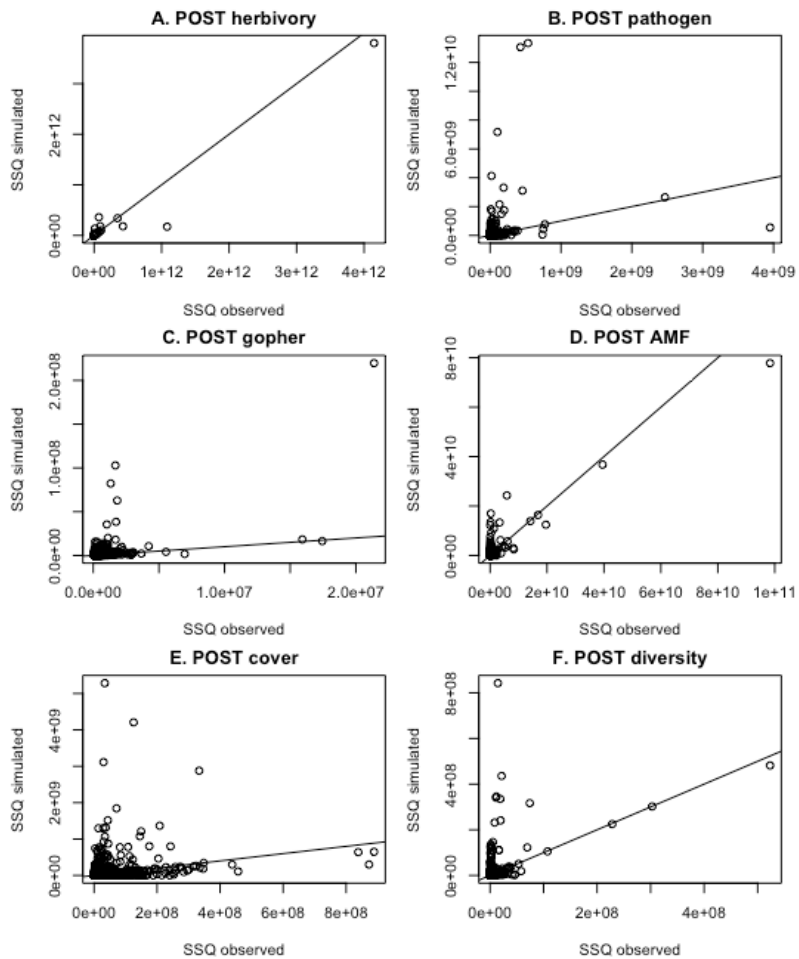 A. POST herbivory
SSQ simulated
0e+00 2e+12
0e+00 1e+12 2e+12 3e+12 4e+12
SSQ observed
B. POST pathogen
SSQ simulated
0.0e+00 6.0e+09 1.2e+10
0e+00 1e+09 2e+09 3e+09 4e+09
SSQ observed
C. POST gopher
SSQ simulated
0.0e+00 1.0e+08 2.0e+08
0.0e+00 1.0e+07 2.0e+07
SSQ observed
D. POST AMF
SSQ simulated
0e+00 4e+10 8e+10
0e+00 2e+10 4e+10 6e+10 8e+10 1e+11
SSQ observed
E. POST cover
SSQ simulated
0e+00 2e+09 4e+09
0e+00 2e+08 4e+08 6e+08 8e+08
SSQ observed
F. POST diversity
SSQ simulated
0e+00 4e+08 8e+08
0e+00 2e+08 4e+08
SSQ observed